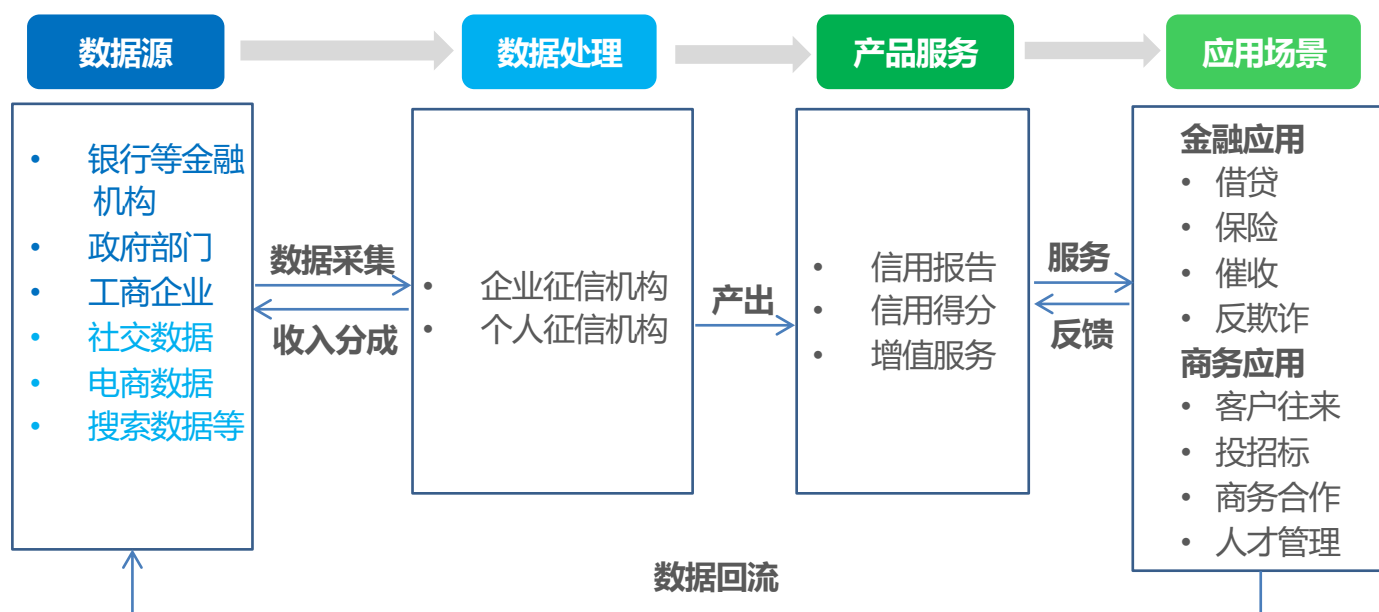 数据源
数据处理
产品服务
应用场景
• 银行等金融
机构
• 政府部门
• 工商企业
• 社交数据
• 电商数据
• 搜索数据等
数据采集
收入分成
• 企业征信机构
• 个人征信机构
产出
• 信用报告
• 信用得分
• 增值服务
服务
反馈
金融应用
• 借贷
• 保险
• 催收
• 反欺诈
商务应用
• 客户往来
• 投招标
• 商务合作
• 人才管理
数据回流